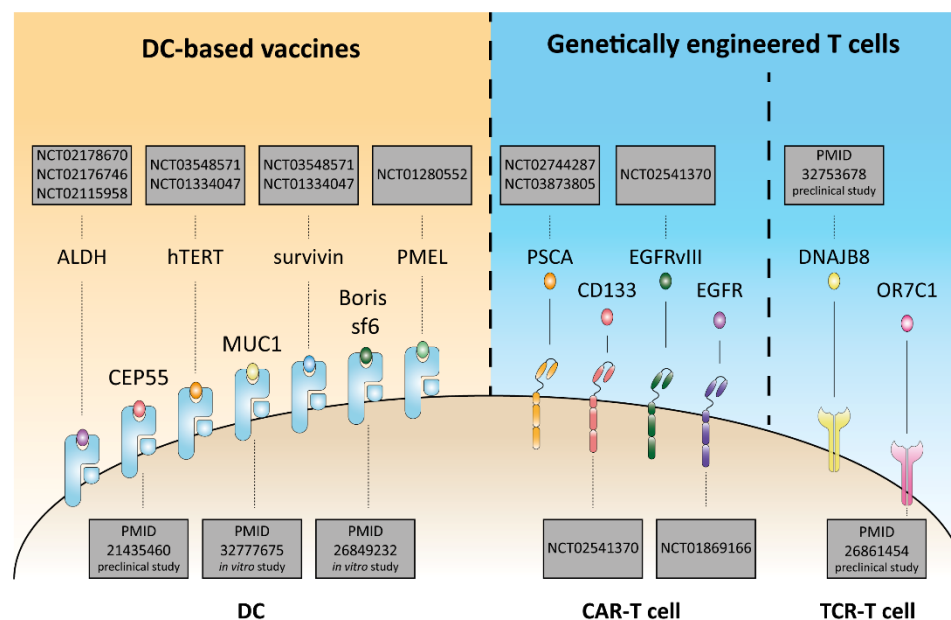 DC-based vaccines
Genetically engineered T cells
NCT02178670
NCT02176746
NCT02115958
NCT03548571
NCT01334047
NCT03548571
NCT01334047
NCT01280552
NCT02744287
NCT03873805
NCT02541370
PMID
32753678
preclinical study
ALDH
hTERT
survivin
PMEL
PSCA
EGFRvIII
DNAJB8
CEP55
MUC1
Boris
sf6
CD133
EGFR
OR7C1
PMID
21435460
preclinical study
PMID
32777675
in vitro study
PMID
26849232
in vitro study
NCT02541370
NCT01869166
PMID
26861454
preclinical study
DC
CAR-T cell
TCR-T cell